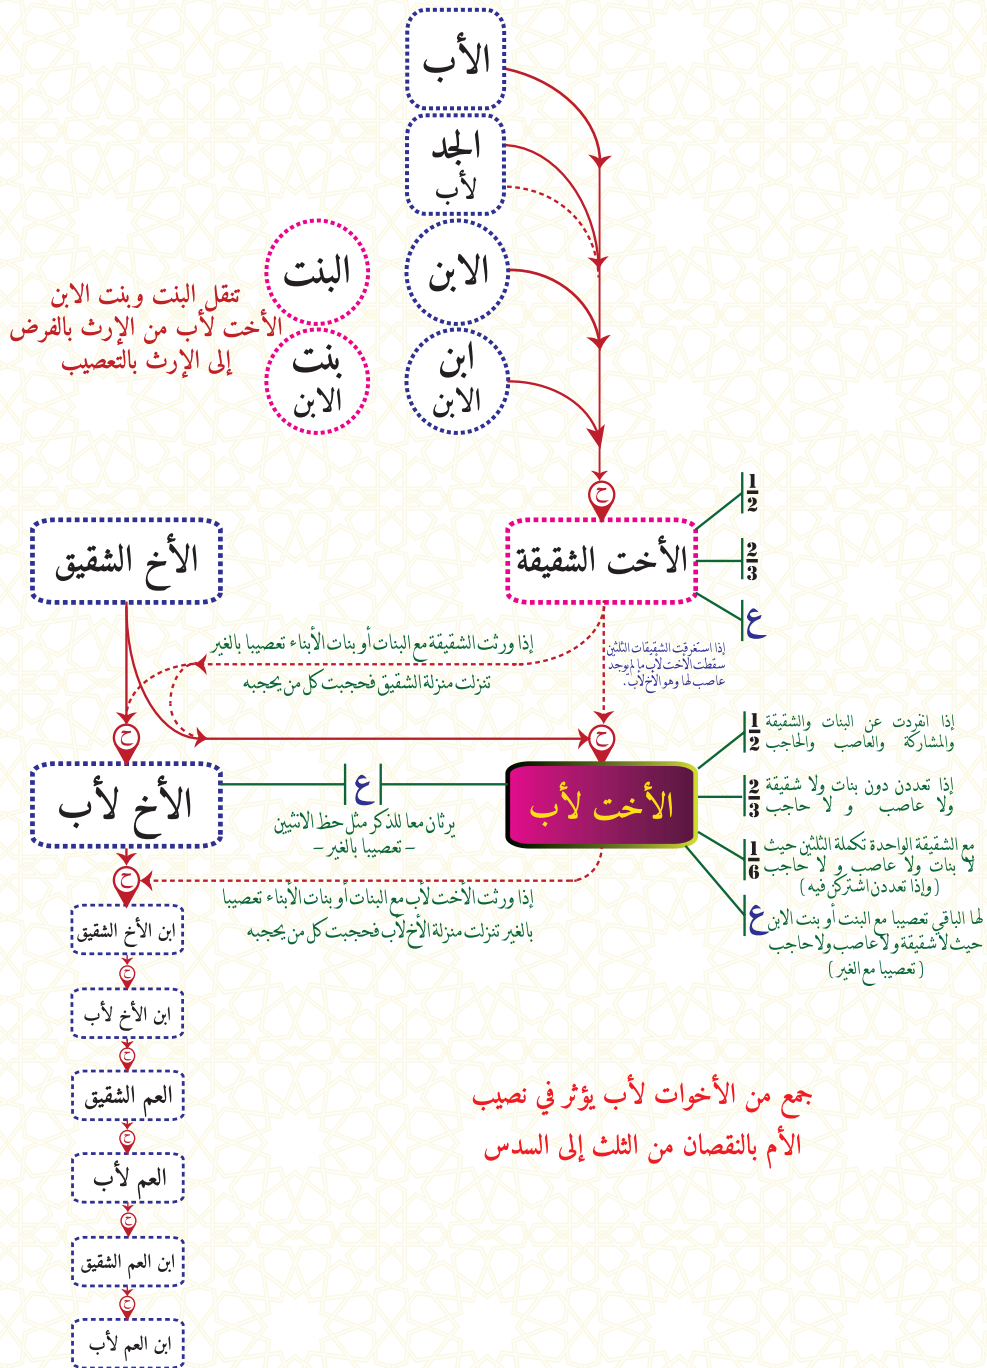 الأب
الجد
لأب
البنت
الابن
تنقل البنت وبنت الابن
الأخت لأب من الإرث بالفرض
إلى الإرث بالتعصيب
بنت
الابن
ابن
الابن
ح
1
2
الأخت الشقيقة
2
3
ع
الأخ الشقيق
إذا ورثت الشقيقة مع البنات أو بنات الأبناء تعصيبا بالغير
تنزلت منزلة الشقيق فحجبت كل من يحجبه
إذا استغرقت الشقيقات الثلثين
سقطت الأخت لأب ما لم يوجد
عاصب لها وهو الأخ لأب.
ح
ح
1
2
إذا انفردت عن البنات والشقيقة
والمشاركة والعاصب والحاجب
الأخ لأب
ع
يرثان معا للذكر مثل حظ الانثيين
– تعصيبا بالغير –
الأخت لأب
2
3
إذا تعددن دون بنات ولا شقيقة
ولا عاصب و لا حاجب
1
6
مع الشقيقة الواحدة تكملة الثلثين حيث
لا بنات ولا عاصب و لا حاجب
(وإذا تعددن اشتركن فيه)
ع
لها الباقي تعصيبا مع البنت أو بنت الابن
حيث لا شقيقة ولا عاصب ولا حاجب
(تعصيبا مع الغير)
ح
إذا ورثت الأخت لأب مع البنات أو بنات الأبناء تعصيبا
بالغير تنزلت منزلة الأخ لأب فحجبت كل من يحجبه
ابن الأخ الشقيق
ح
ابن الأخ لأب
ح
العم الشقيق
ح
العم لأب
ح
ابن العم الشقيق
ح
ابن العم لأب
جمع من الأخوات لأب يؤثر في نصيب
الأم بالنقصان من الثلث إلى السدس